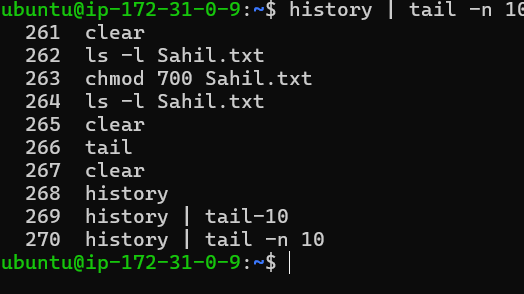 ubuntu@ip-172-31-0-9:~$ history | tail -n 10
261 clear
262 ls -l Sahil.txt
263 chmod 700 Sahil.txt
264 ls -l Sahil.txt
265 clear
266 tail
267 clear
268 history
269 history | tail-10
270 history | tail -n 10
ubuntu@ip-172-31-0-9:~$